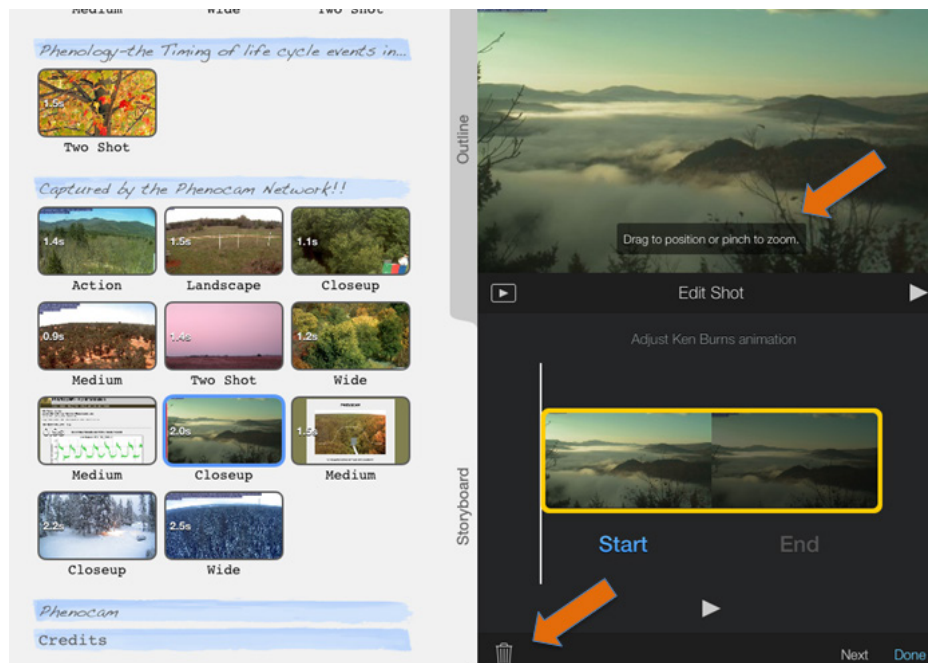 Medium Wide Two Shot
Phenology-the Timing of life cycle events in...
1.5s
Two Shot
Captured by the Phenocam Network!!
1.4s 1.5s 1.1s
Action Landscape Closeup
0.9s 1.4s 1.2s
Medium Two Shot Wide
2.0s 1.5s
Medium Closeup Medium
2.2s 2.5s
Closeup Wide
Phenocam
Credits
Outline
Storyboard
Drag to position or pinch to zoom.
Edit Shot
Adjust Ken Burns animation
Start End
Next Done